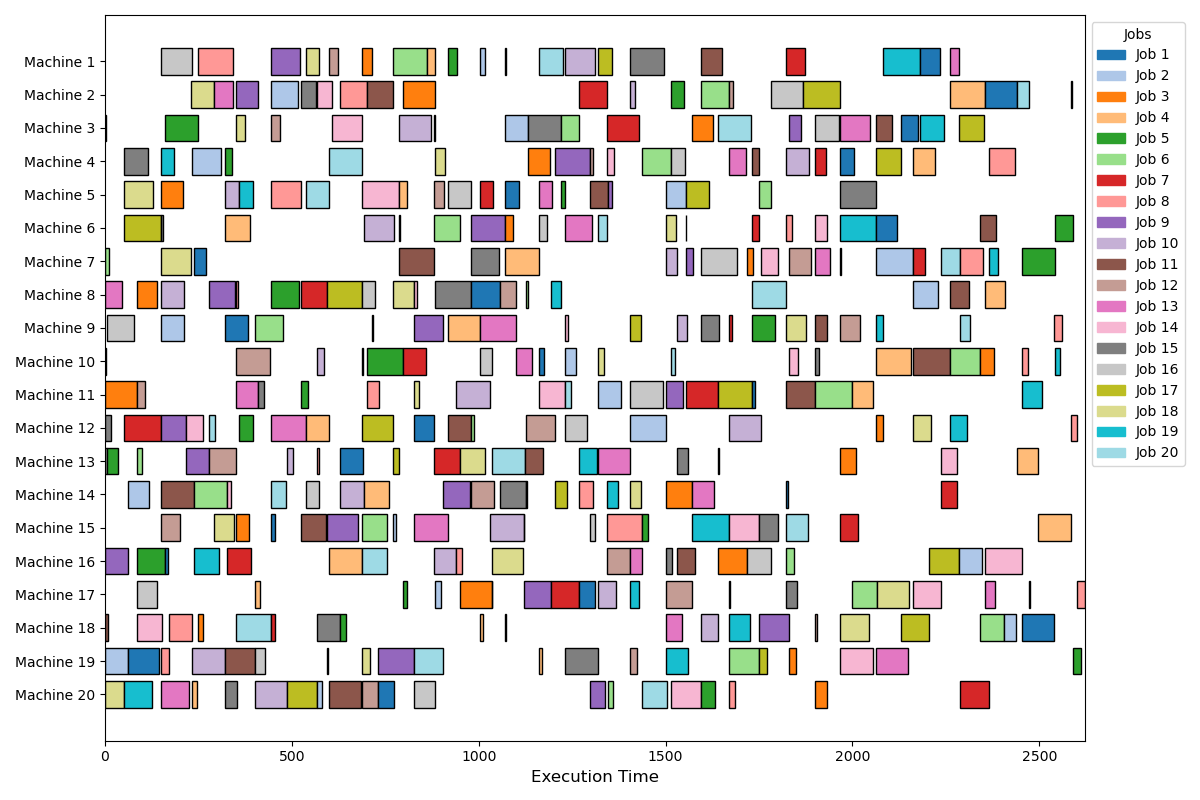 Machine 1
Machine 2
Machine 3
Machine 4
Machine 5
Machine 6
Machine 7
Machine 8
Machine 9
Machine 10
Machine 11
Machine 12
Machine 13
Machine 14
Machine 15
Machine 16
Machine 17
Machine 18
Machine 19
Machine 20
0 500 1000 1500 2000 2500
Execution Time
Jobs
Job 1
Job 2
Job 3
Job 4
Job 5
Job 6
Job 7
Job 8
Job 9
Job 10
Job 11
Job 12
Job 13
Job 14
Job 15
Job 16
Job 17
Job 18
Job 19
Job 20